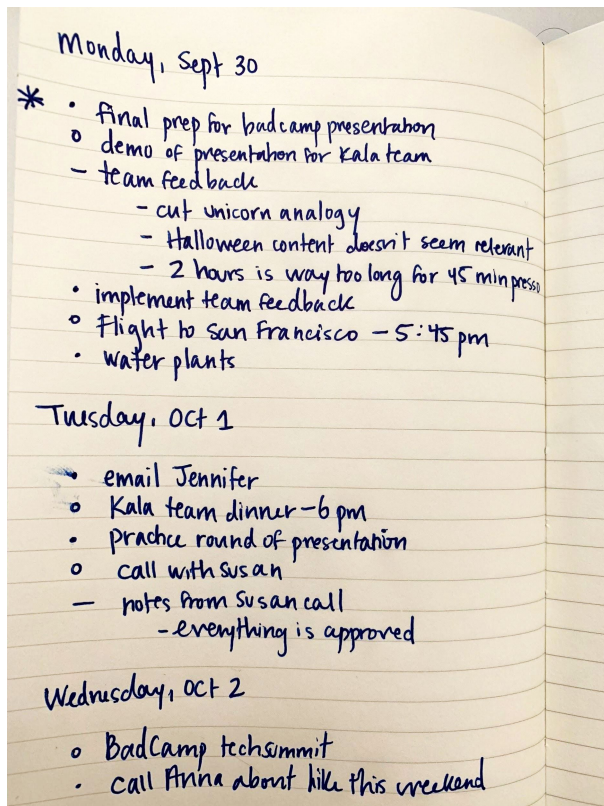 Monday, Sept 30
* • final prep for badcamp presentation
o demo of presentation for Kala team
– team feedback
- cut unicorn analogy
- Halloween content doesn't seem relevant
- 2 hours is way too long for 45 min presso
• implement team feedback
o Flight to San Francisco – 5:45 pm
• water plants
Tuesday, Oct 1
• email Jennifer
o Kala team dinner – 6 pm
• practice round of presentation
o call with Susan
– notes from Susan call
- everything is approved
Wednesday, Oct 2
o BadCamp techsummit
• call Anna about hike this weekend